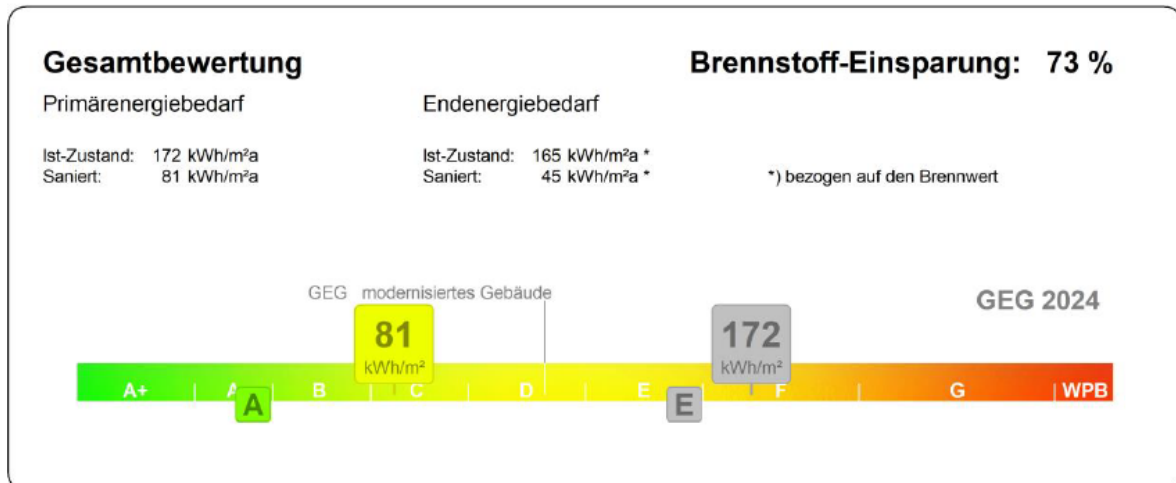 Gesamtbewertung
Brennstoff-Einsparung: 73 %
Primärenergiebedarf
Endenergiebedarf
Ist-Zustand: 172 kWh/m²a
Ist-Zustand: 165 kWh/m²a *
Saniert: 81 kWh/m²a
Saniert: 45 kWh/m²a *
*) bezogen auf den Brennwert
GEG modernisiertes Gebäude
GEG 2024
81
kWh/m²
172
kWh/m²
A+ A B C D E F G WPB
A
E